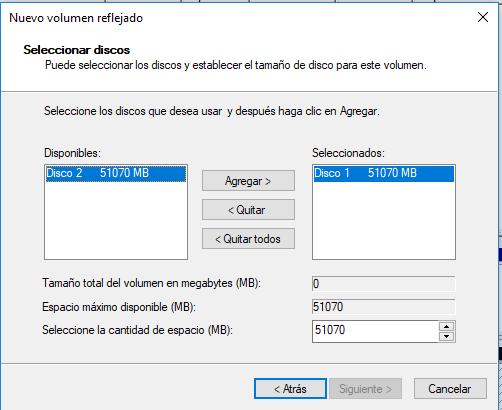 Nuevo volumen reflejado
Seleccionar discos
Puede seleccionar los discos y establecer el tamaño de disco para este volumen.
Seleccione los discos que desea usar y después haga clic en Agregar.
Disponibles:
Seleccionados:
Disco 2 51070 MB
Agregar >
Disco 1 51070 MB
< Quitar
< Quitar todos
Tamaño total del volumen en megabytes (MB):
0
Espacio máximo disponible (MB):
51070
Seleccione la cantidad de espacio (MB):
51070
< Atrás
Siguiente >
Cancelar